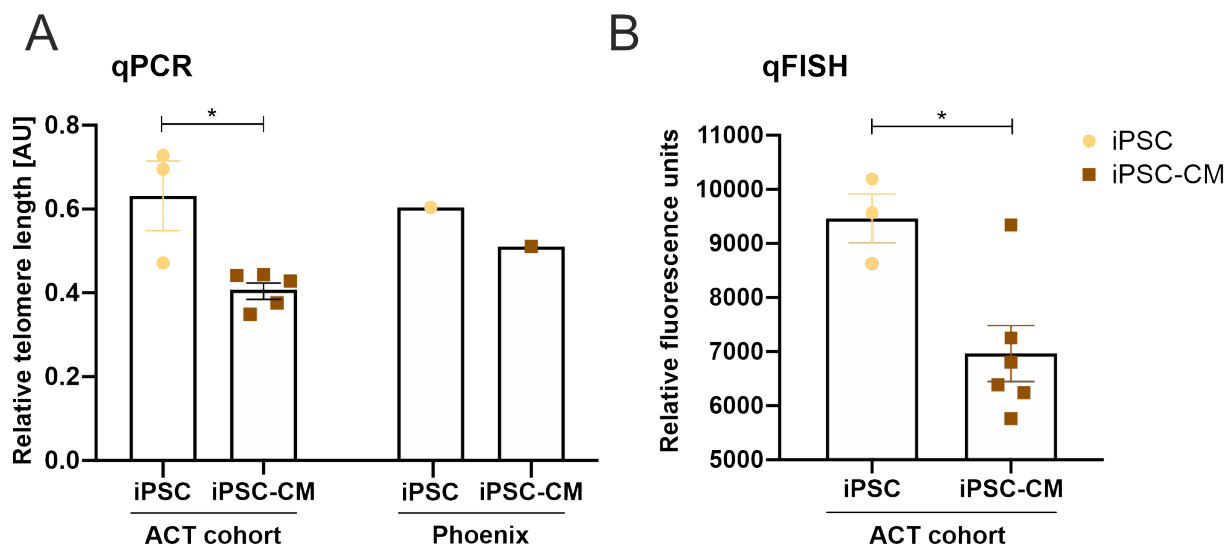 A
qPCR
Relative telomere length [AU]
0.8
0.6
0.4
0.2
0.0
*
iPSC
iPSC-CM
iPSC
iPSC-CM
ACT cohort
Phoenix
B
qFISH
Relative fluorescence units
11000
10000
9000
8000
7000
6000
5000
*
iPSC
iPSC-CM
ACT cohort
iPSC
iPSC-CM